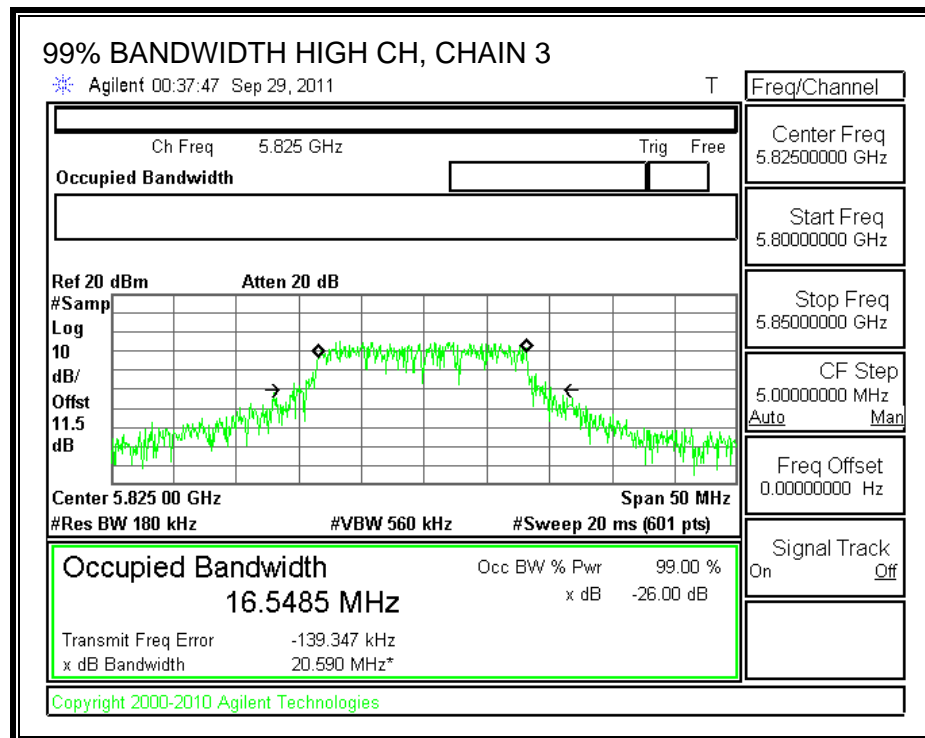 99% BANDWIDTH HIGH CH, CHAIN 3
Agilent 00:37:47 Sep 29, 2011 T
Freq/Channel
Ch Freq 5.825 GHz Trig Free
Occupied Bandwidth
Center Freq
5.82500000 GHz
Start Freq
5.80000000 GHz
Stop Freq
5.85000000 GHz
CF Step
5.00000000 MHz
Auto Man
Freq Offset
0.00000000 Hz
Signal Track
On Off
Ref 20 dBm Atten 20 dB
#Samp
Log
10
dB/
Offst
11.5
dB
Center 5.825 00 GHz Span 50 MHz
#Res BW 180 kHz #VBW 560 kHz #Sweep 20 ms (601 pts)
Occupied Bandwidth
16.5485 MHz
Occ BW % Pwr 99.00 %
x dB -26.00 dB
Transmit Freq Error -139.347 kHz
x dB Bandwidth 20.590 MHz*
Copyright 2000-2010 Agilent Technologies